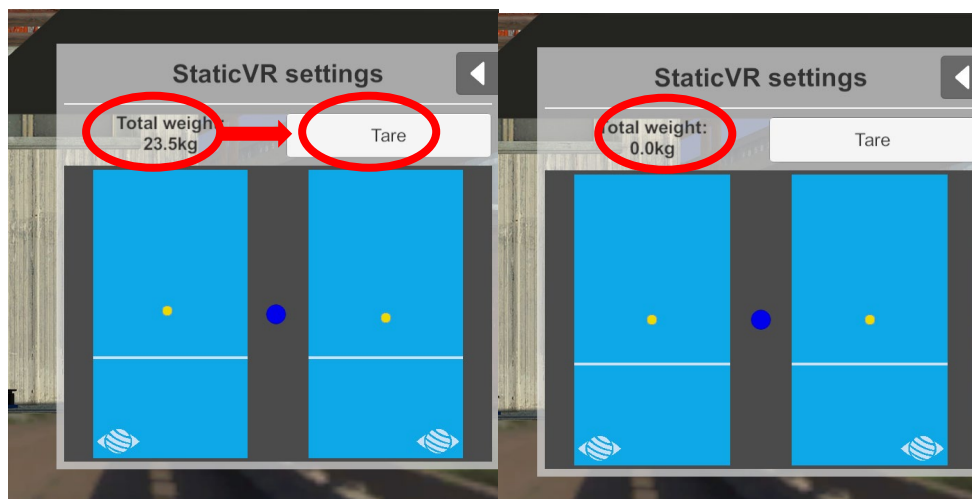 StaticVR settings
Total weight:
23.5kg
Tare
StaticVR settings
Total weight:
0.0kg
Tare